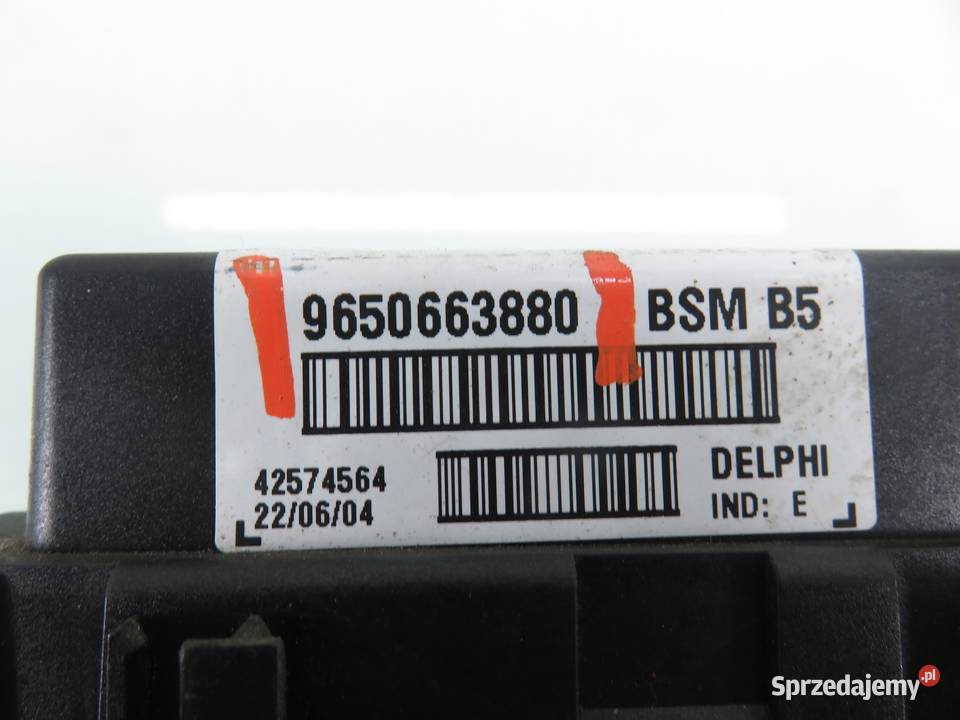 9650663880 BSM B5
42574564
22/06/04
DELPHI
IND: E
Sprzedajemy.pl